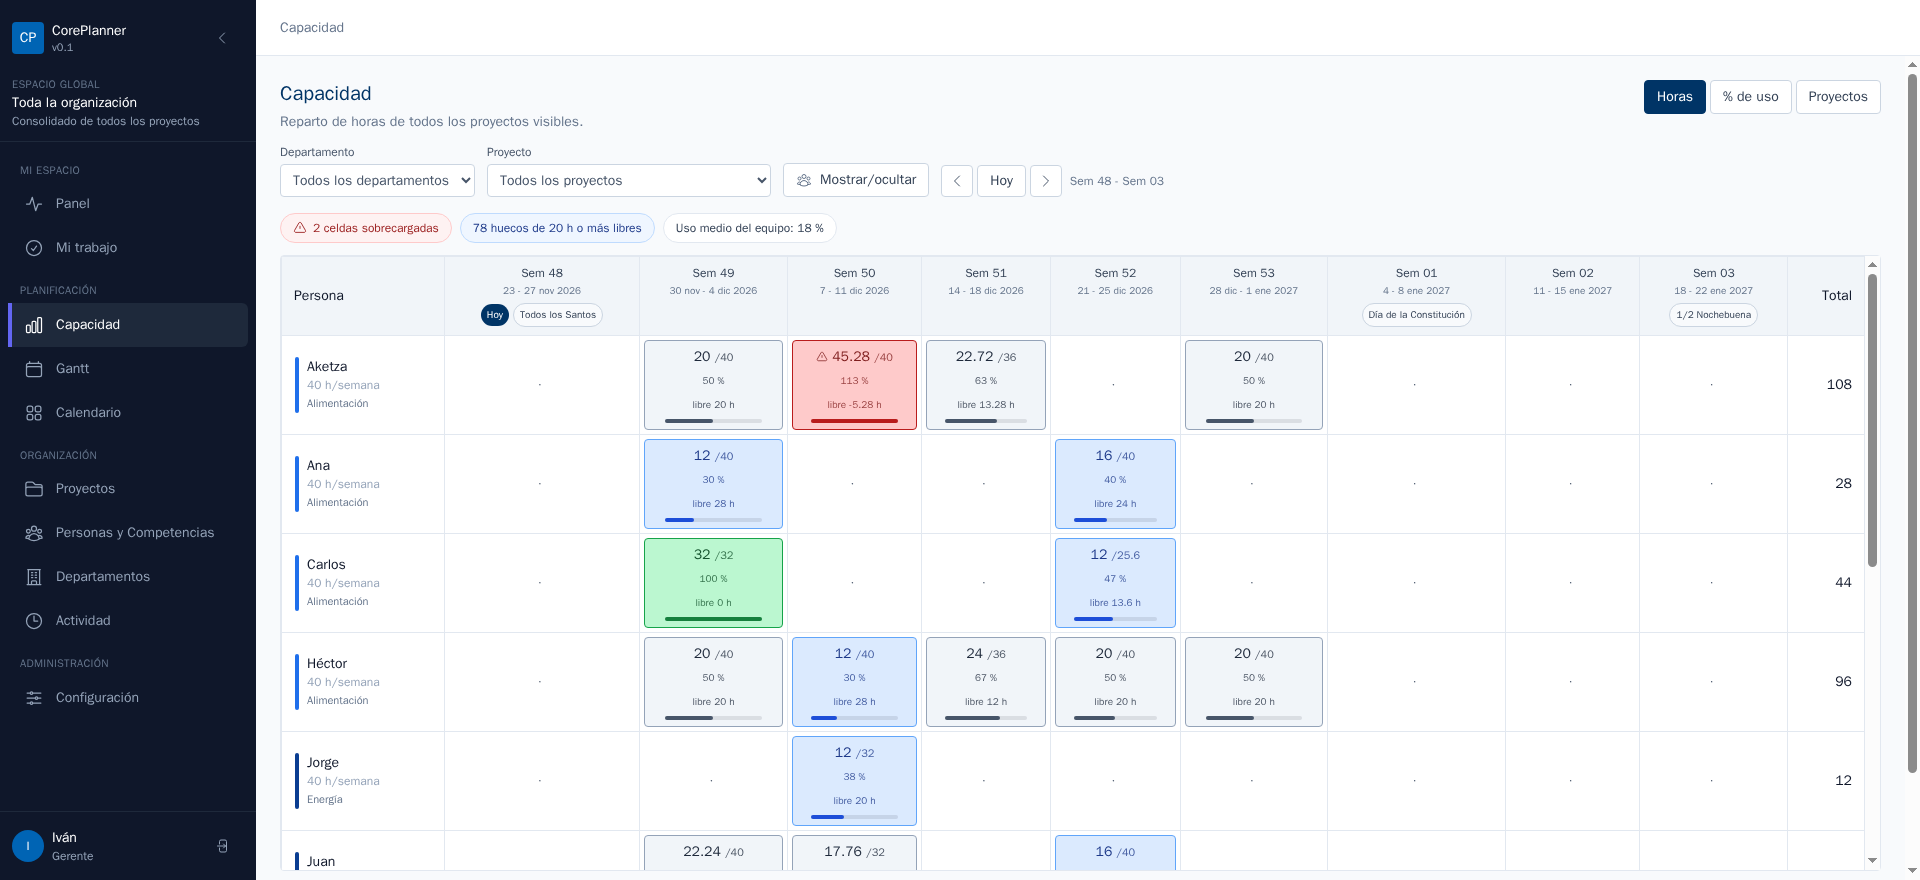 CP
CorePlanner
v0.1
ESPACIO GLOBAL
Toda la organización
Consolidado de todos los proyectos
MI ESPACIO
Panel
Mi trabajo
PLANIFICACIÓN
Capacidad
Gantt
Calendario
ORGANIZACIÓN
Proyectos
Personas y Competencias
Departamentos
Actividad
ADMINISTRACIÓN
Configuración
I
Iván
Gerente
Capacidad
Capacidad
Reparto de horas de todos los proyectos visibles.
Horas
% de uso
Proyectos
Departamento
Proyecto
Todos los departamentos
Todos los proyectos
Mostrar/ocultar
Hoy
Sem 48 - Sem 03
2 celdas sobrecargadas
78 huecos de 20 h o más libres
Uso medio del equipo: 18 %
Persona
Sem 48
23 - 27 nov 2026
Hoy
Todos los Santos
Sem 49
30 nov - 4 dic 2026
Sem 50
7 - 11 dic 2026
Sem 51
14 - 18 dic 2026
Sem 52
21 - 25 dic 2026
Sem 53
28 dic - 1 ene 2027
Sem 01
4 - 8 ene 2027
Día de la Constitución
Sem 02
11 - 15 ene 2027
Sem 03
18 - 22 ene 2027
1/2 Nochebuena
Total
Aketza
40 h/semana
Alimentación
·
20 /40
50 %
libre 20 h
45.28 /40
113 %
libre -5.28 h
22.72 /36
63 %
libre 13.28 h
·
20 /40
50 %
libre 20 h
·
·
·
108
Ana
40 h/semana
Alimentación
·
12 /40
30 %
libre 28 h
·
·
16 /40
40 %
libre 24 h
·
·
·
·
28
Carlos
40 h/semana
Alimentación
·
32 /32
100 %
libre 0 h
·
·
12 /25.6
47 %
libre 13.6 h
·
·
·
·
44
Héctor
40 h/semana
Alimentación
·
20 /40
50 %
libre 20 h
12 /40
30 %
libre 28 h
24 /36
67 %
libre 12 h
20 /40
50 %
libre 20 h
20 /40
50 %
libre 20 h
·
·
·
96
Jorge
40 h/semana
Energía
·
·
12 /32
38 %
libre 20 h
·
·
·
·
·
·
12
Juan
22.24 /40
17.76 /32
16 /40